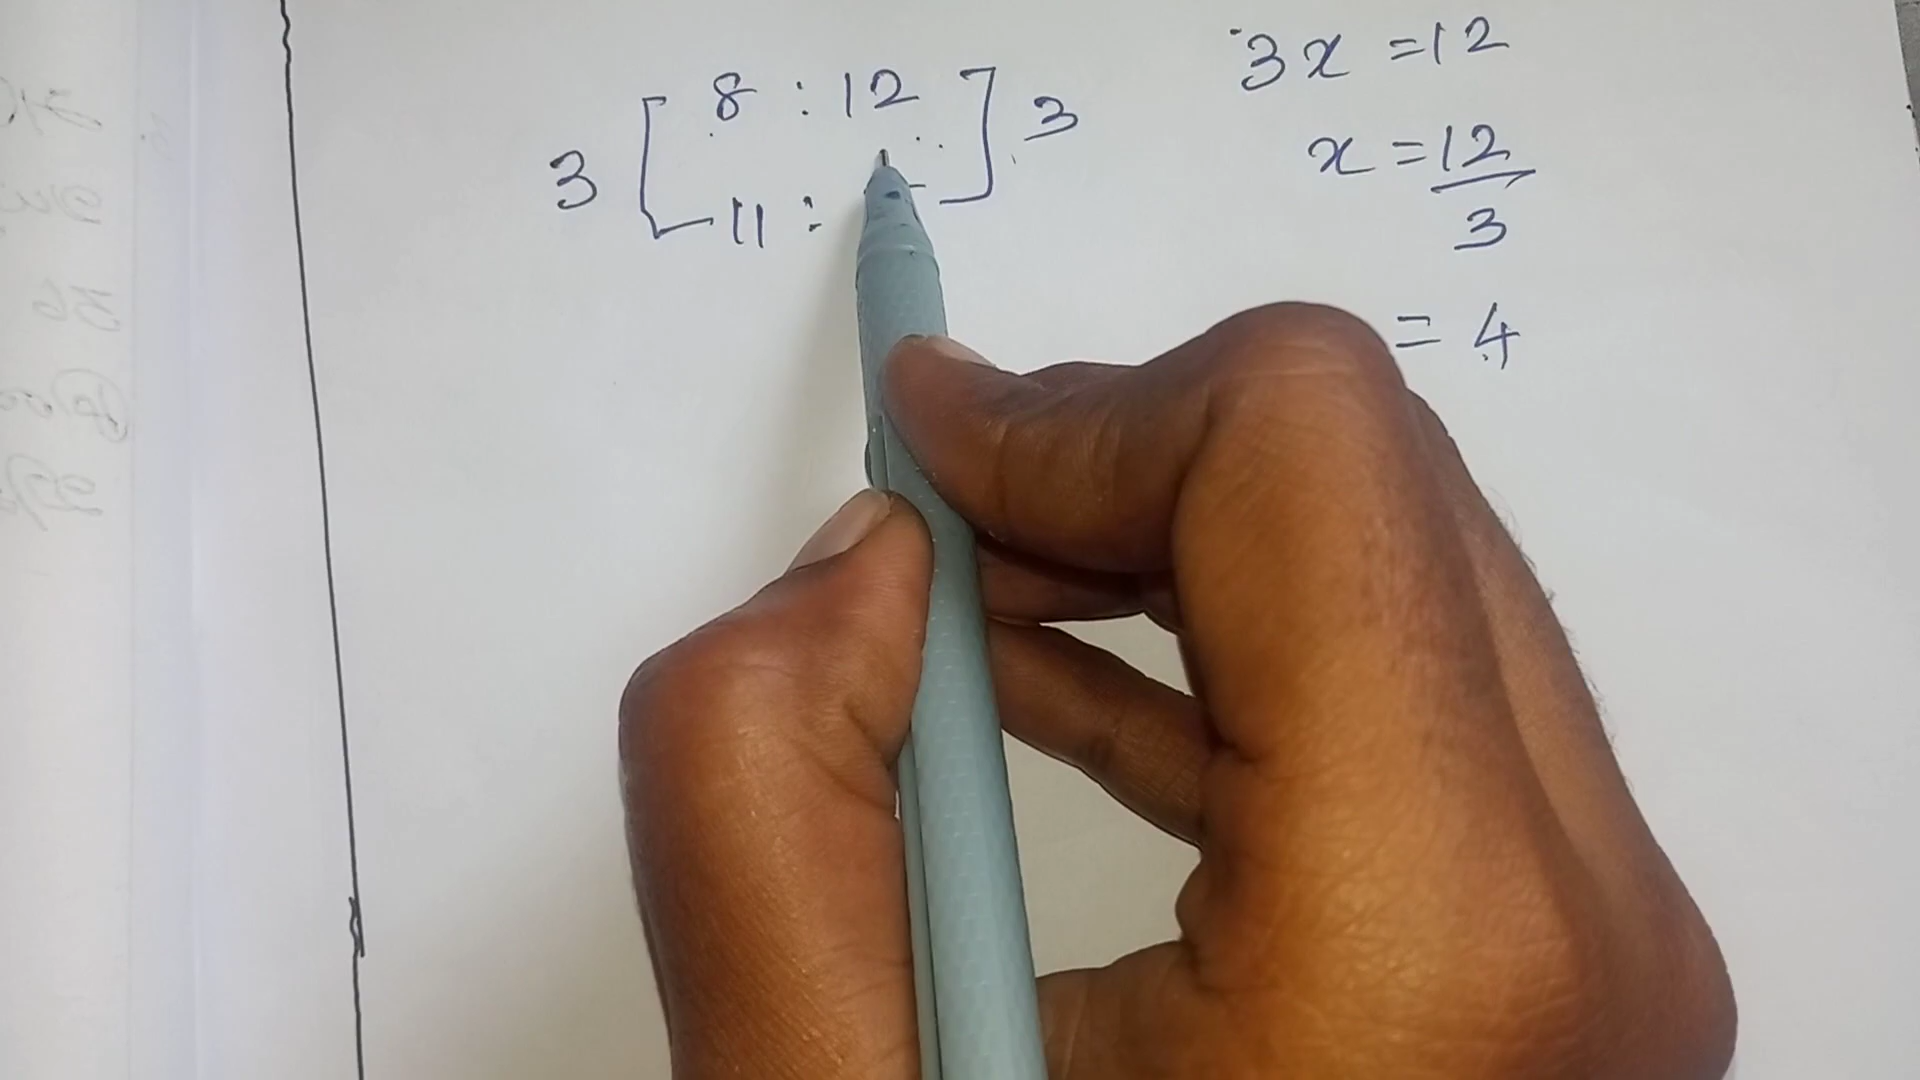 8 : 12
3 [ ] 3
11 :
3x = 12
x = 12
3
= 4